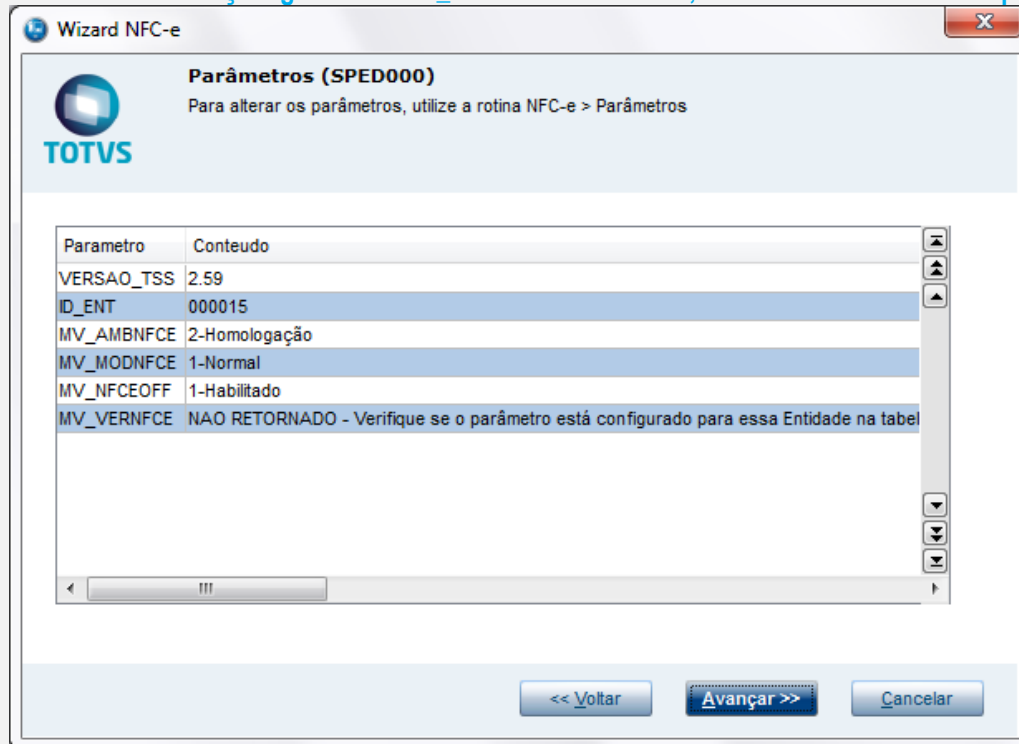 Wizard NFC-e
Parâmetros (SPED000)
Para alterar os parâmetros, utilize a rotina NFC-e > Parâmetros
TOTVS
Parametro Conteudo
VERSAO_TSS 2.59
ID_ENT 000015
MV_AMBNFCE 2-Homologação
MV_MODNFCE 1-Normal
MV_NFCEOFF 1-Habilitado
MV_VERNFCE NAO RETORNADO - Verifique se o parâmetro está configurado para essa Entidade na tabel
<< Voltar Avançar >> Cancelar